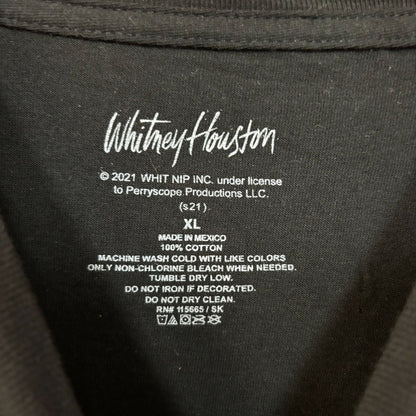 Whitney Houston
© 2021 WHIT NIP INC. under license
to Perryscope Productions LLC.
(s21)
XL
MADE IN MEXICO
100% COTTON
MACHINE WASH COLD WITH LIKE COLORS
ONLY NON-CHLORINE BLEACH WHEN NEEDED.
TUMBLE DRY LOW.
DO NOT IRON IF DECORATED.
DO NOT DRY CLEAN.
RN# 115665 / SK